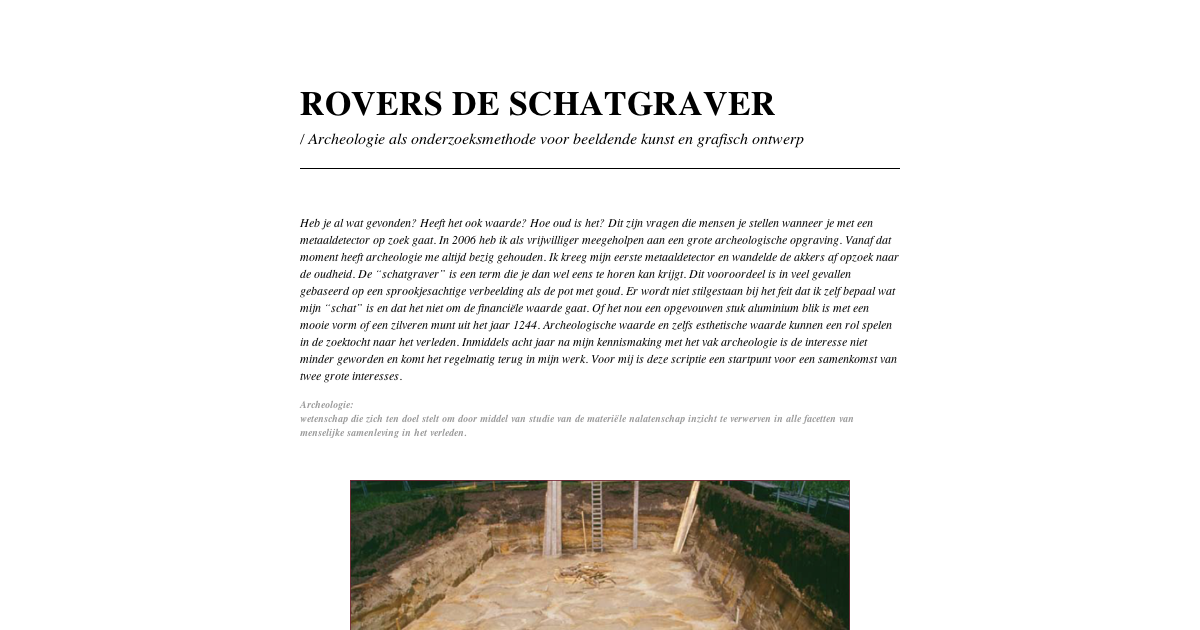 ROVERS DE SCHATGRAVER
/ Archeologie als onderzoeksmethode voor beeldende kunst en grafisch ontwerp
Heb je al wat gevonden? Heeft het ook waarde? Hoe oud is het? Dit zijn vragen die mensen je stellen wanneer je met een
metaaldetector op zoek gaat. In 2006 heb ik als vrijwilliger meegeholpen aan een grote archeologische opgraving. Vanaf dat
moment heeft archeologie me altijd bezig gehouden. Ik kreeg mijn eerste metaaldetector en wandelde de akkers af opzoek naar
de oudheid. De “schatgraver” is een term die je dan wel eens te horen kan krijgt. Dit vooroordeel is in veel gevallen
gebaseerd op een sprookjesachtige verbeelding als de pot met goud. Er wordt niet stilgestaan bij het feit dat ik zelf bepaal wat
mijn “schat” is en dat het niet om de financiële waarde gaat. Of het nou een opgevouwen stuk aluminium blik is met een
mooie vorm of een zilveren munt uit het jaar 1244. Archeologische waarde en zelfs esthetische waarde kunnen een rol spelen
in de zoektocht naar het verleden. Inmiddels acht jaar na mijn kennismaking met het vak archeologie is de interesse niet
minder geworden en komt het regelmatig terug in mijn werk. Voor mij is deze scriptie een startpunt voor een samenkomst van
twee grote interesses.
Archeologie:
wetenschap die zich ten doel stelt om door middel van studie van de materiële nalatenschap inzicht te verwerven in alle facetten van
menselijke samenleving in het verleden.